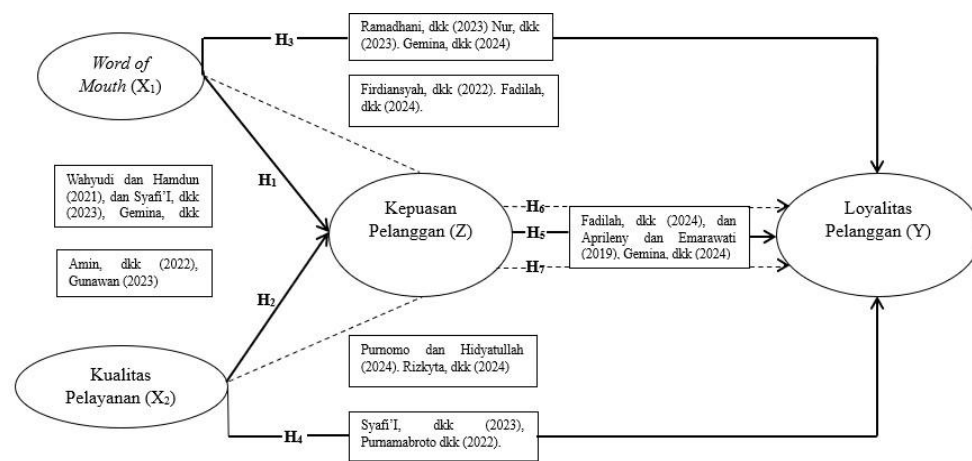 Ramadhani, dkk (2023) Nur, dkk
(2023). Gemina, dkk (2024)
H₃
Word of
Mouth (X₁)
Firdiansyah, dkk (2022). Fadilah,
dkk (2024).
Wahyudi dan Hamdun
(2021), dan Syafi’I, dkk
(2023), Gemina, dkk
H₁
Kepuasan
Pelanggan (Z)
H₆
H₅
H₇
Fadilah, dkk (2024), dan
Aprileny dan Emarawati
(2019), Gemina, dkk (2024)
Loyalitas
Pelanggan (Y)
Amin, dkk (2022),
Gunawan (2023)
H₂
Purnomo dan Hidyatullah
(2024). Rizkyta, dkk (2024)
Kualitas
Pelayanan (X₂)
H₄
Syafi’I, dkk (2023),
Purnamabroto dkk (2022).